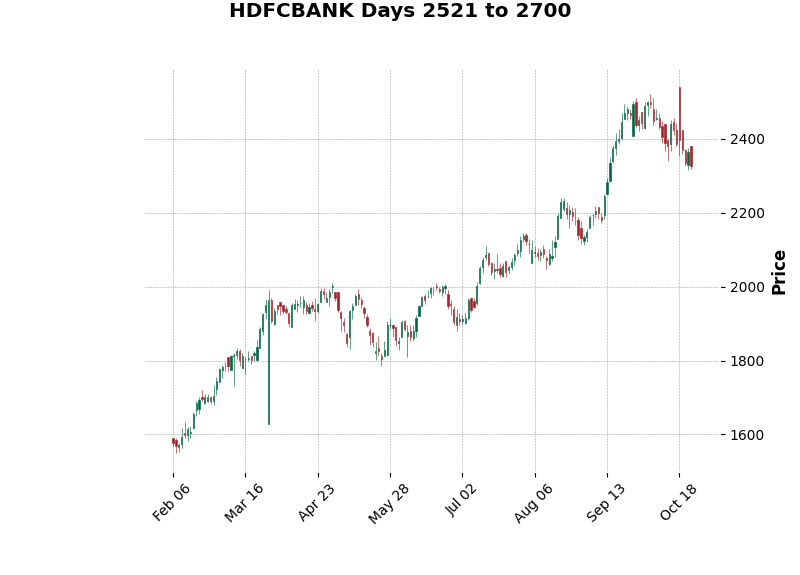 HDFCBANK Days 2521 to 2700
2400
2200
2000
1800
1600
Price
Feb 06
Mar 16
Apr 23
May 28
Jul 02
Aug 06
Sep 13
Oct 18